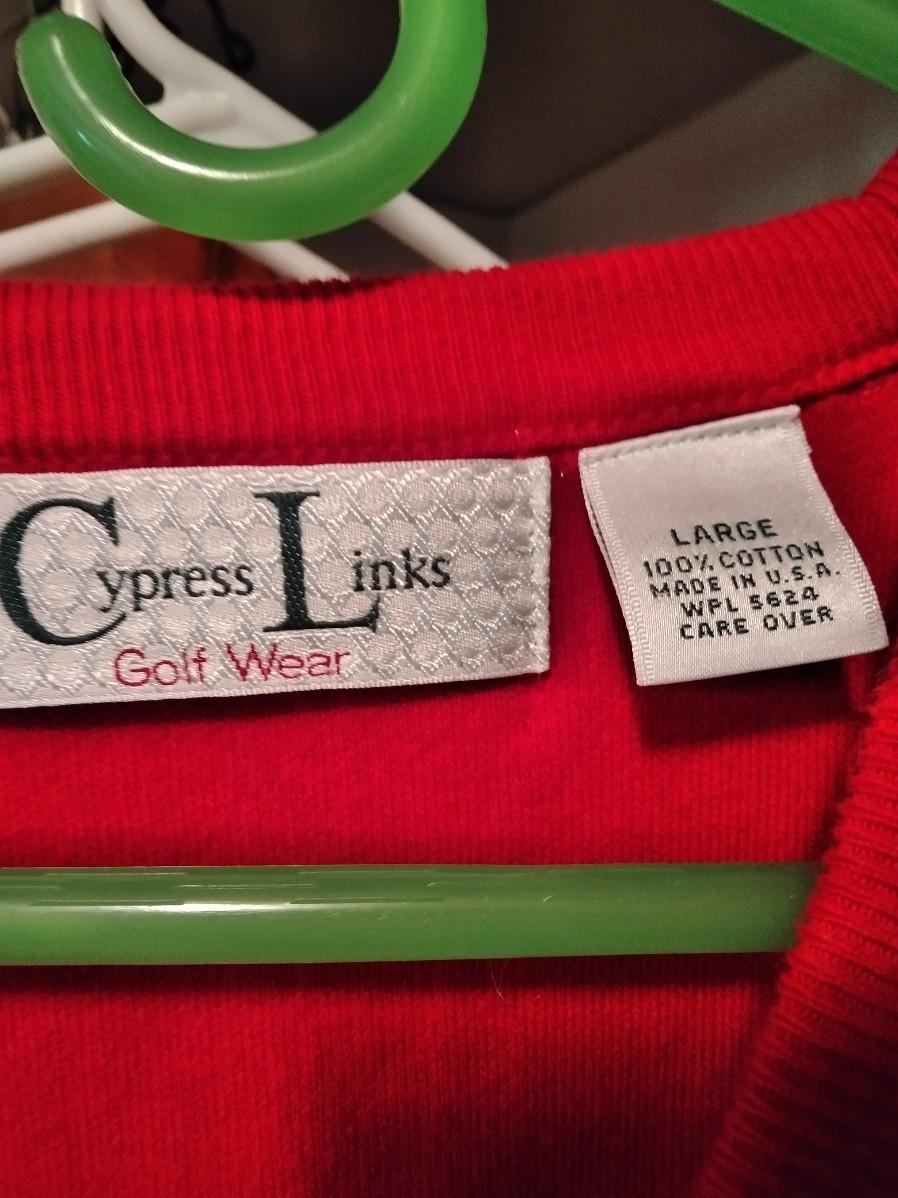 Cypress Links
Golf Wear
LARGE
100% COTTON
MADE IN U.S.A.
WPL 5624
CARE OVER